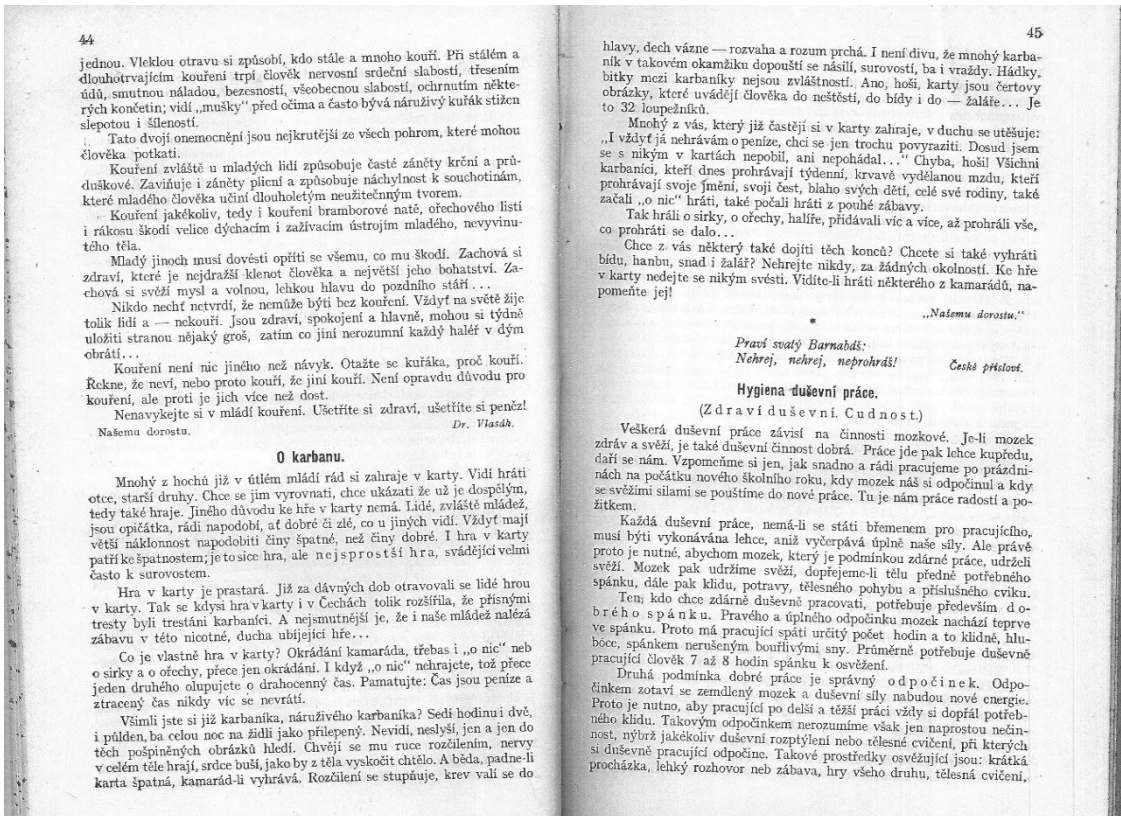 44
jednou. Vleklou otravu si způsobí, kdo stále a mnoho kouří. Při stálém a
dlouhotrvajícím kouření trpí člověk nervosní srdeční slabostí, třesením
údů, smutnou náladou, bezesností, všeobecnou slabostí, ochrnutím někte-
rých končetin; vidí „mušky“ před očima a často bývá náruživý kuřák stižen
slepotou i šíleností.
Tato dvojí onemocnění jsou nejkrutější ze všech pohrom, které mohou
člověka potkati.
Kouření zvláště u mladých lidí způsobuje časté záněty krční a prů-
duškové. Zaviňuje i záněty plicní a způsobuje náchylnost k souchotinám,
které mladého člověka učiní dlouholetým neužitečnným tvorem.
Kouření jakékoliv, tedy i kouření bramborové natě, ořechového listí
i rákosu škodí velice dýchacím i zažívacím ústrojím mladého, nevyvinu-
tého těla.
Mladý jinoch musí dovésti opříti se všemu, co mu škodí. Zachová si
zdraví, které je nejdražší klenot člověka a největší jeho bohatství. Za-
chová si svěží mysl a volnou, lehkou hlavu do pozdního stáří...
Nikdo nechť netvrdí, že nemůže býti bez kouření. Vždyť na světě žije
tolik lidí a — nekouří. Jsou zdraví, spokojení a hlavně, mohou si týdně
uložiti stranou nějaký groš, zatím co jiní nerozumní každý haléř v dým
obrátí...
Kouření není nic jiného než návyk. Otažte se kuřáka, proč kouří.
Řekne, že neví, nebo proto kouří, že jiní kouří. Není opravdu důvodu pro
kouření, ale proti je jich více než dost.
Nenavykejte si v mládí kouření. Ušetříte si zdraví, ušetříte si peněz!
Našemu dorostu. Dr. Vlasák.
O karbanu.
Mnohý z hochů již v útlém mládí rád si zahraje v karty. Vidí hráti
otce, starší druhy. Chce se jim vyrovnati, chce ukázati že už je dospělým,
tedy také hraje. Jiného důvodu ke hře v karty nemá. Lidé, zvláště mládež,
jsou opičátka, rádi napodobí, ať dobré či zlé, co u jiných vidí. Vždyť mají
větší náklonnost napodobiti činy špatné, než činy dobré. I hra v karty
patří ke špatnostem; je to sice hra, ale nejsprostší hra, svádějící velmi
často k surovostem.
Hra v karty je prastará. Již za dávných dob otravovali se lidé hrou
v karty. Tak se kdysi hra v karty i v Čechách tolik rozšířila, že přísnými
tresty byli trestáni karbaníci. A nejsmutnější je, že i naše mládež nalézá
zábavu v této nicotné, ducha ubíjející hře...
Co je vlastně hra v karty? Okrádání kamaráda, třebas i „o nic“ neb
o sirky a o ořechy, přece jen okrádání. I když „o nic“ nehrajete, tož přece
jeden druhého olupujete o drahocenný čas. Pamatujte: Čas jsou peníze a
ztracený čas nikdy víc se nevrátí.
Všimli jste si již karbaníka, náruživého karbaníka? Sedí hodinu i dvě,
i půlden, ba celou noc na židli jako přilepený. Nevidí, neslyší, jen a jen do
těch pošpiněných obrázků hledí. Chvějí se mu ruce rozčilením, nervy
v celém těle hrají, srdce buší, jako by z těla vyskočit chtělo. A běda, padne-li
karta špatná, kamarád-li vyhrává. Rozčilení se stupňuje, krev valí se do
45
hlavy, dech vázne — rozvaha a rozum prchá. I není divu, že mnohý karba-
ník v takovém okamžiku dopouští se násilí, surovostí, ba i vraždy. Hádky,
bitky mezi karbaníky nejsou zvláštností. Ano, hoši, karty jsou čertovy
obrázky, které uvádějí člověka do neštěstí, do bídy i do — žaláře... Je
to 32 loupežníků.
Mnohý z vás, který již častěji si v karty zahraje, v duchu se utěšuje:
„I vždyť já nehrávám o peníze, chci se jen trochu povyraziti. Dosud jsem
se s nikým v kartách nepobil, ani nepohádal...“ Chyba, hoši! Všichni
karbaníci, kteří dnes prohrávají týdenní, krvavě vydělanou mzdu, kteří
prohrávají svoje jmění, svoji čest, blaho svých dětí, celé své rodiny, také
začali „o nic“ hráti, také počali hráti z pouhé zábavy.
Tak hráli o sirky, o ořechy, halíře, přidávali víc a více, až prohráli vše,
co prohráti se dalo...
Chce z vás některý také dojíti těch konců? Chcete si také vyhráti
bídu, hanbu, snad i žalář? Nehrejte nikdy, za žádných okolností. Ke hře
v karty nedejte se nikým svésti. Vidíte-li hráti některého z kamarádů, na-
pomeňte jej!
„Našemu dorostu.“
*
Praví svatý Barnabáš:
Nehrej, nehrej, neprohráš!
České přísloví.
Hygiena duševní práce.
(Zdraví duševní. Cudnost.)
Veškerá duševní práce závisí na činnosti mozkové. Je-li mozek
zdráv a svěží, je také duševní činnost dobrá. Práce jde pak lehce kupředu,
daří se nám. Vzpomeňme si jen, jak snadno a rádi pracujeme po prázdni-
nách na počátku nového školního roku, kdy mozek náš si odpočinul a kdy
se svěžími silami se pouštíme do nové práce. Tu je nám práce radostí a po-
žitkem.
Každá duševní práce, nemá-li se státi břemenem pro pracujícího,
musí býti vykonávána lehce, aniž vyčerpává úplně naše síly. Ale právě
proto je nutné, abychom mozek, který je podmínkou zdárné práce, udrželi
svěží. Mozek pak udržíme svěží, dopřejeme-li tělu předně potřebného
spánku, dále pak klidu, potravy, tělesného pohybu a příslušného cviku.
Ten, kdo chce zdárně duševně pracovati, potřebuje především do-
brého spánku. Pravého a úplného odpočinku mozek nachází teprve
ve spánku. Proto má pracující spáti určitý počet hodin a to klidně, hlu-
boce, spánkem nerušeným bouřlivými sny. Průměrně potřebuje duševně
pracující člověk 7 až 8 hodin spánku k osvěžení.
Druhá podmínka dobré práce je správný odpočinek. Odpo-
činkem zotaví se zemdlený mozek a duševní síly nabudou nové energie.
Proto je nutno, aby pracující po delší a těžší práci vždy si dopřál potřeb-
ného klidu. Takovým odpočinkem nerozumíme však jen naprostou nečin-
nost, nýbrž jakékoliv duševní rozptýlení nebo tělesné cvičení, při kterých
si duševně pracující odpočine. Takové prostředky osvěžující jsou: krátká
procházka, lehký rozhovor neb zábava, hry všeho druhu, tělesná cvičení,